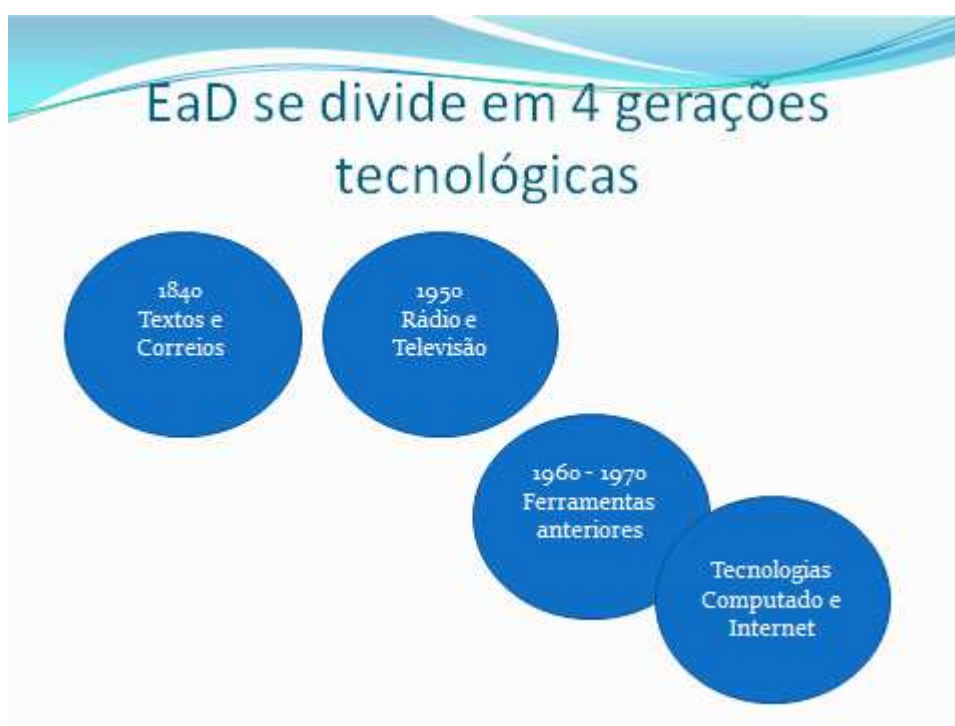 EaD se divide em 4 gerações
tecnológicas
1840
Textos e
Correios
1950
Rádio e
Televisão
1960 - 1970
Ferramentas
anteriores
Tecnologias
Computado e
Internet